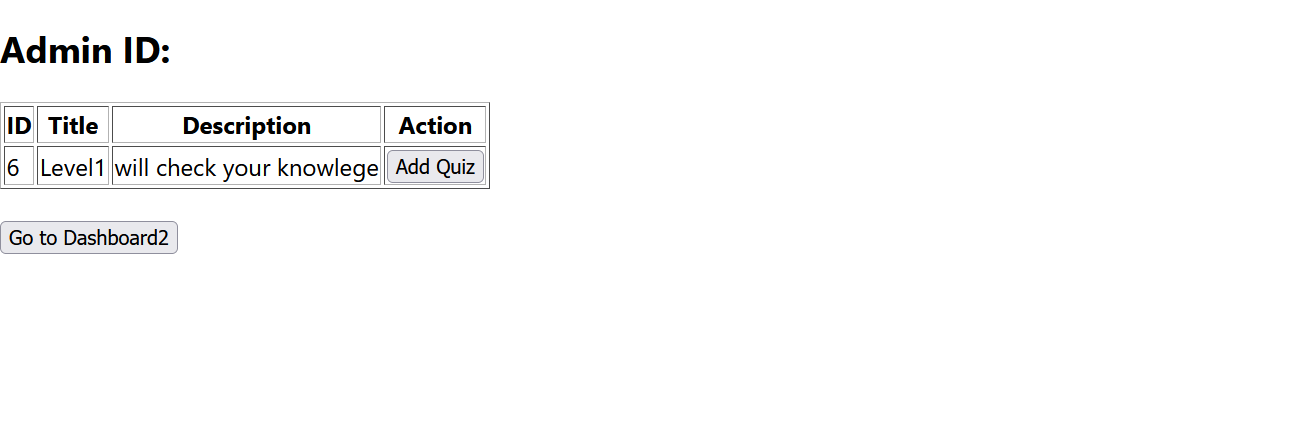 Admin ID:
ID Title Description Action
6 Level1 will check your knowlege Add Quiz
Go to Dashboard2